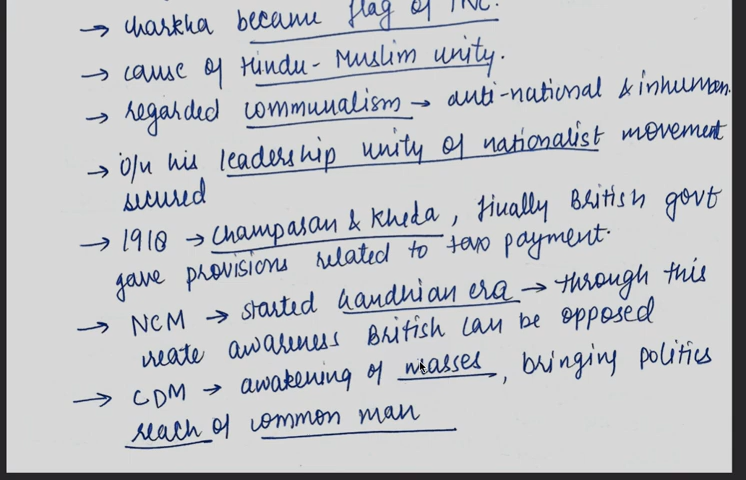 → charkha became flag of INC.
→ cause of Hindu-Muslim unity.
→ regarded communalism → anti-national & inhuman.
→ o/u his leadership unity of nationalist movement
secured
→ 1918 → Champaran & Kheda, finally British govt
gave provisions related to tax payment.
→ NCM → started Gandhian era → through this
create awareness British can be opposed
→ CDM → awakening of masses, bringing politics
reach of common man